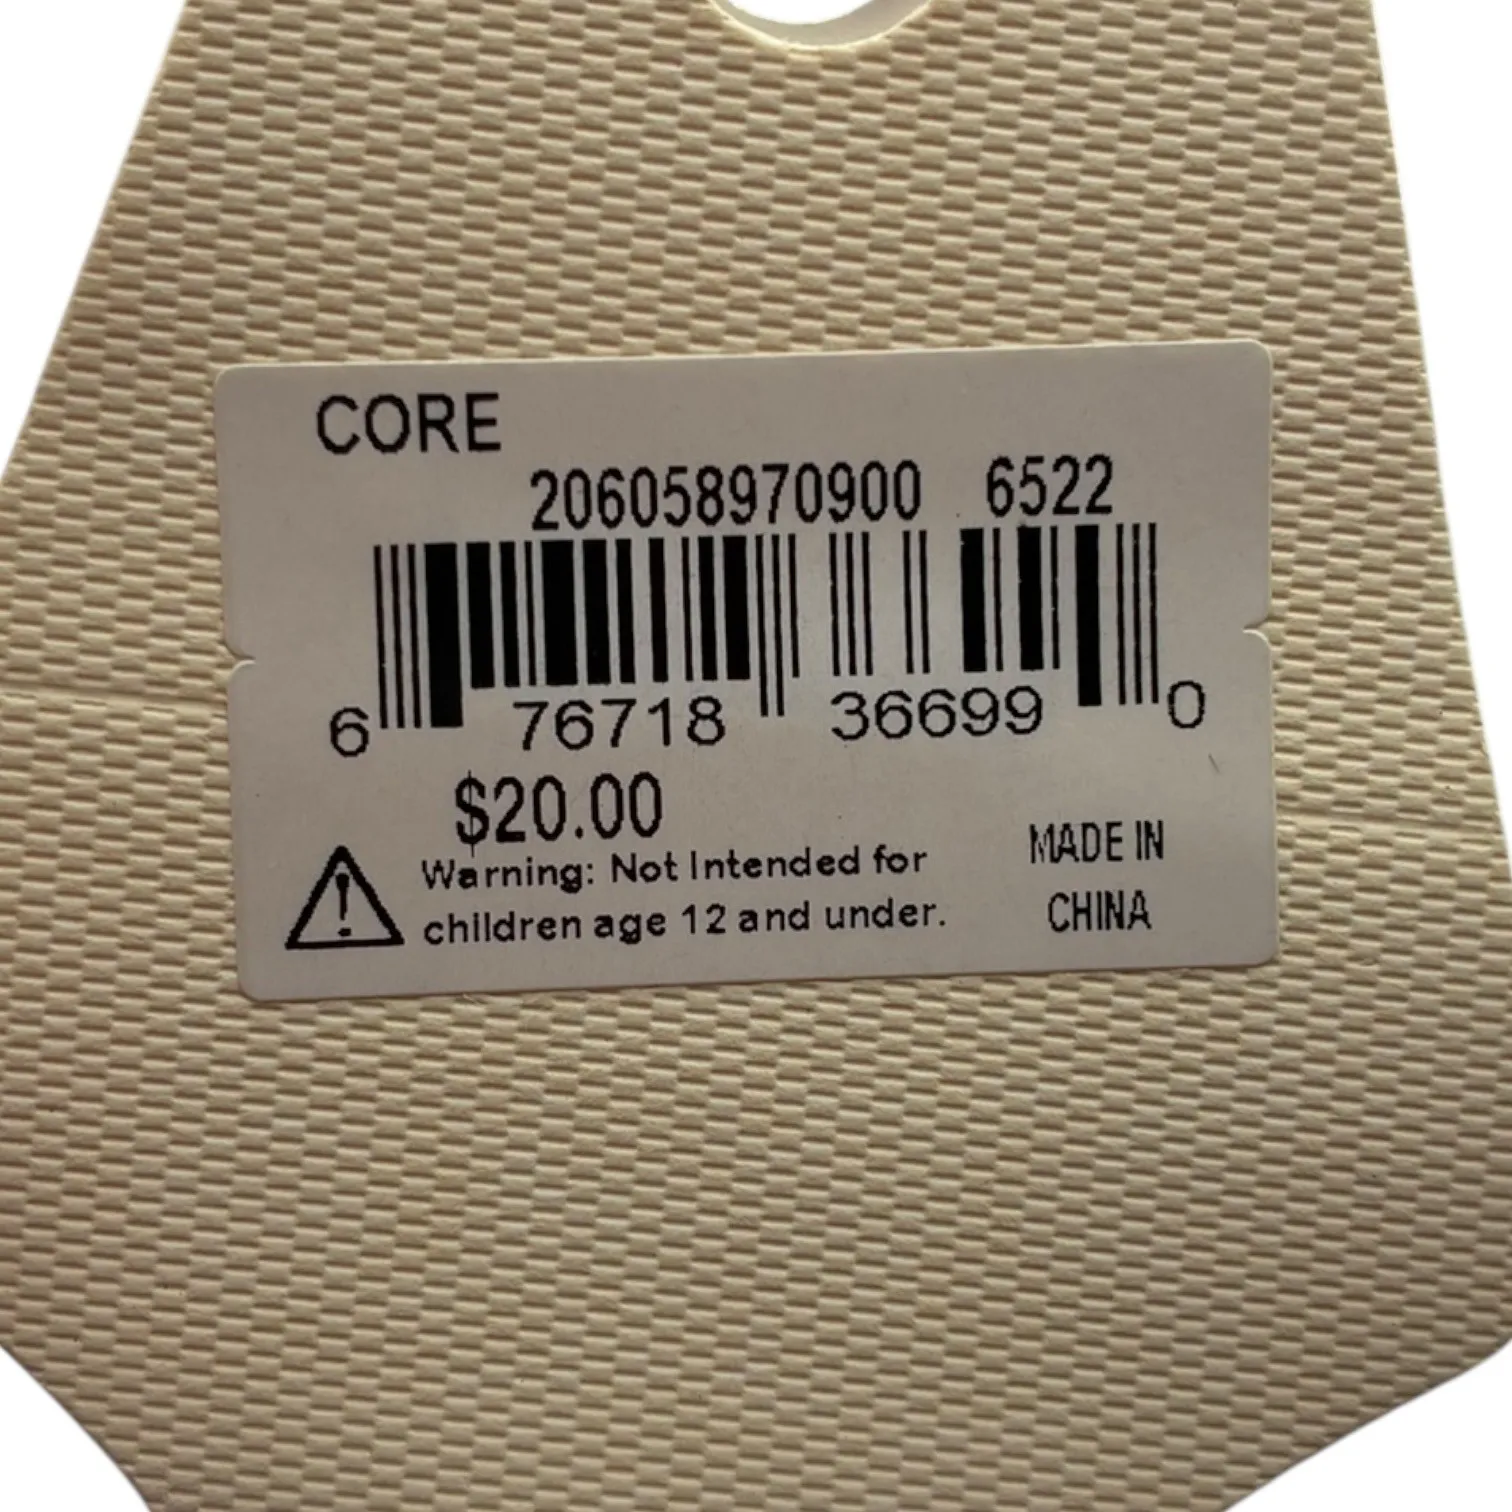 CORE
206058970900 6522
6 76718 36699 0
$20.00
Warning: Not Intended for
children age 12 and under.
MADE IN
CHINA